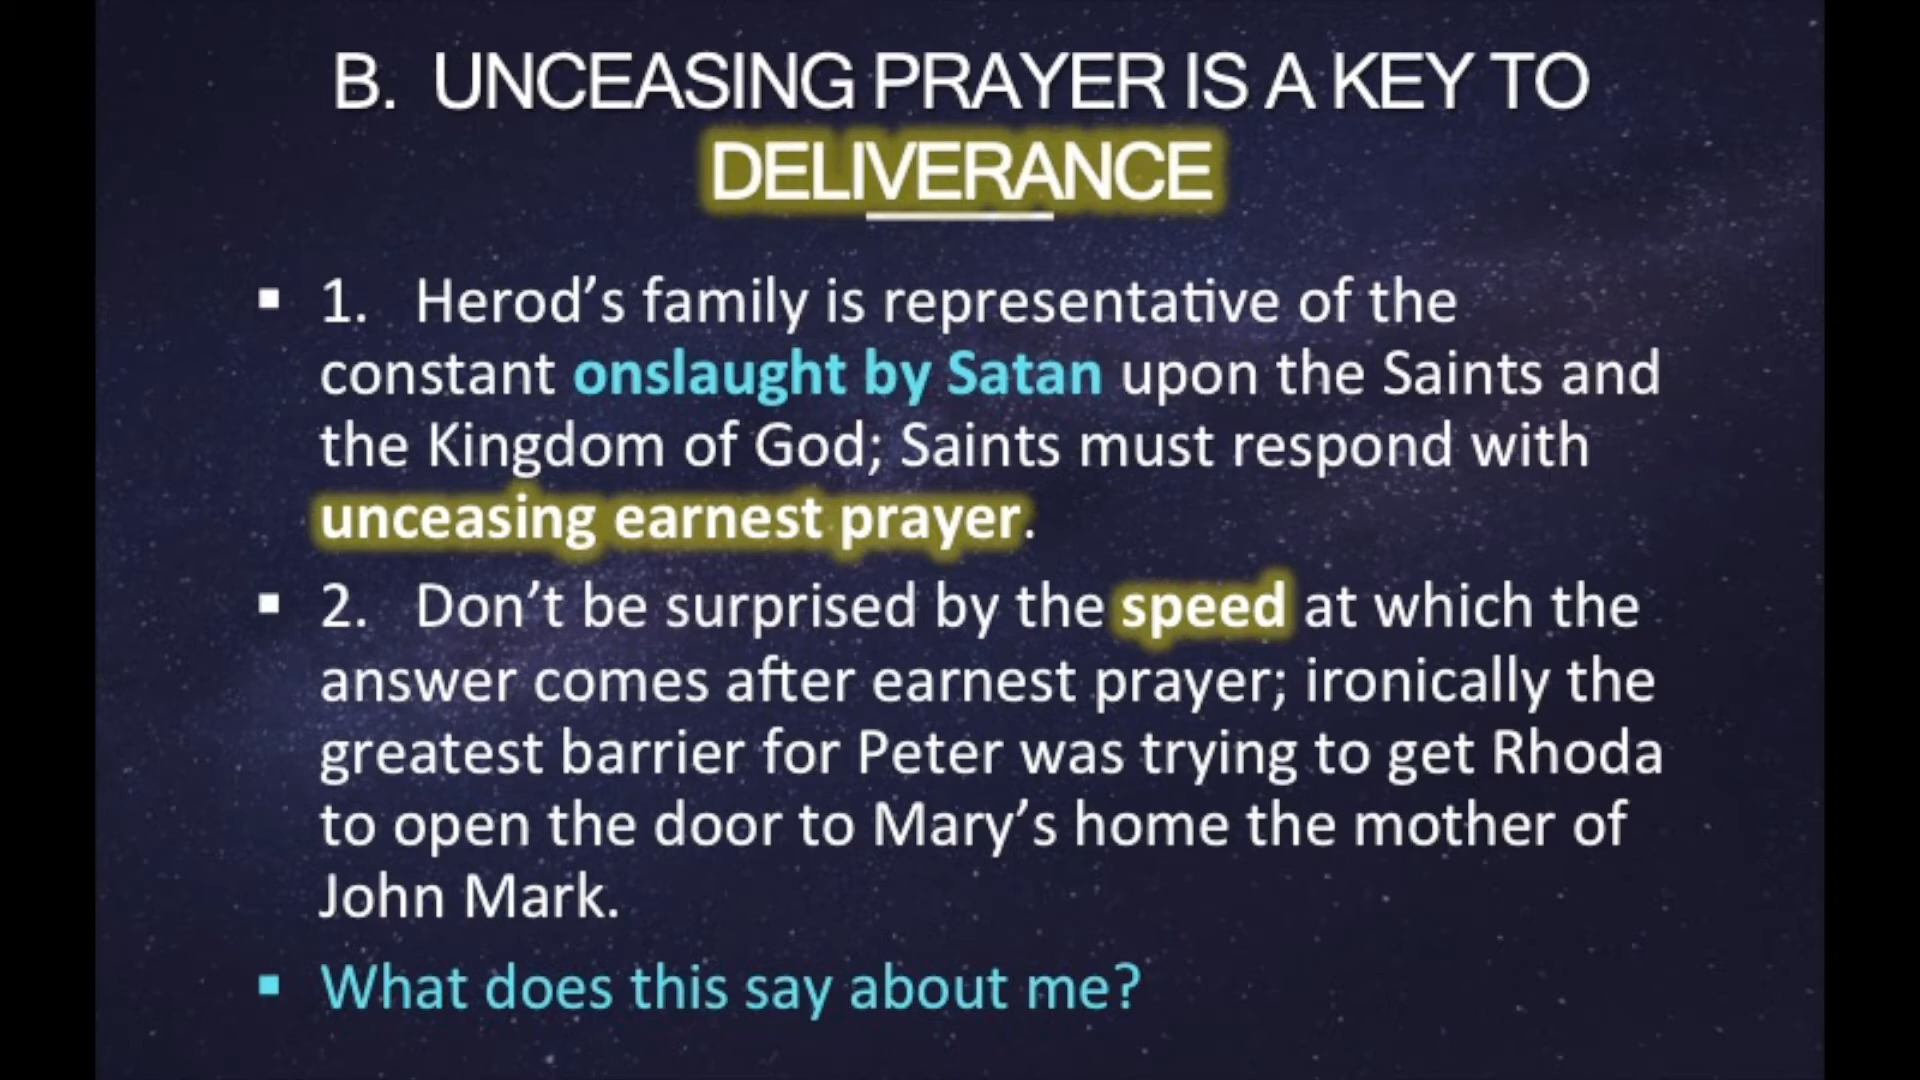 B. UNCEASING PRAYER IS A KEY TO
DELIVERANCE
▪ 1. Herod’s family is representative of the
constant onslaught by Satan upon the Saints and
the Kingdom of God; Saints must respond with
unceasing earnest prayer.
▪ 2. Don’t be surprised by the speed at which the
answer comes after earnest prayer; ironically the
greatest barrier for Peter was trying to get Rhoda
to open the door to Mary’s home the mother of
John Mark.
▪ What does this say about me?